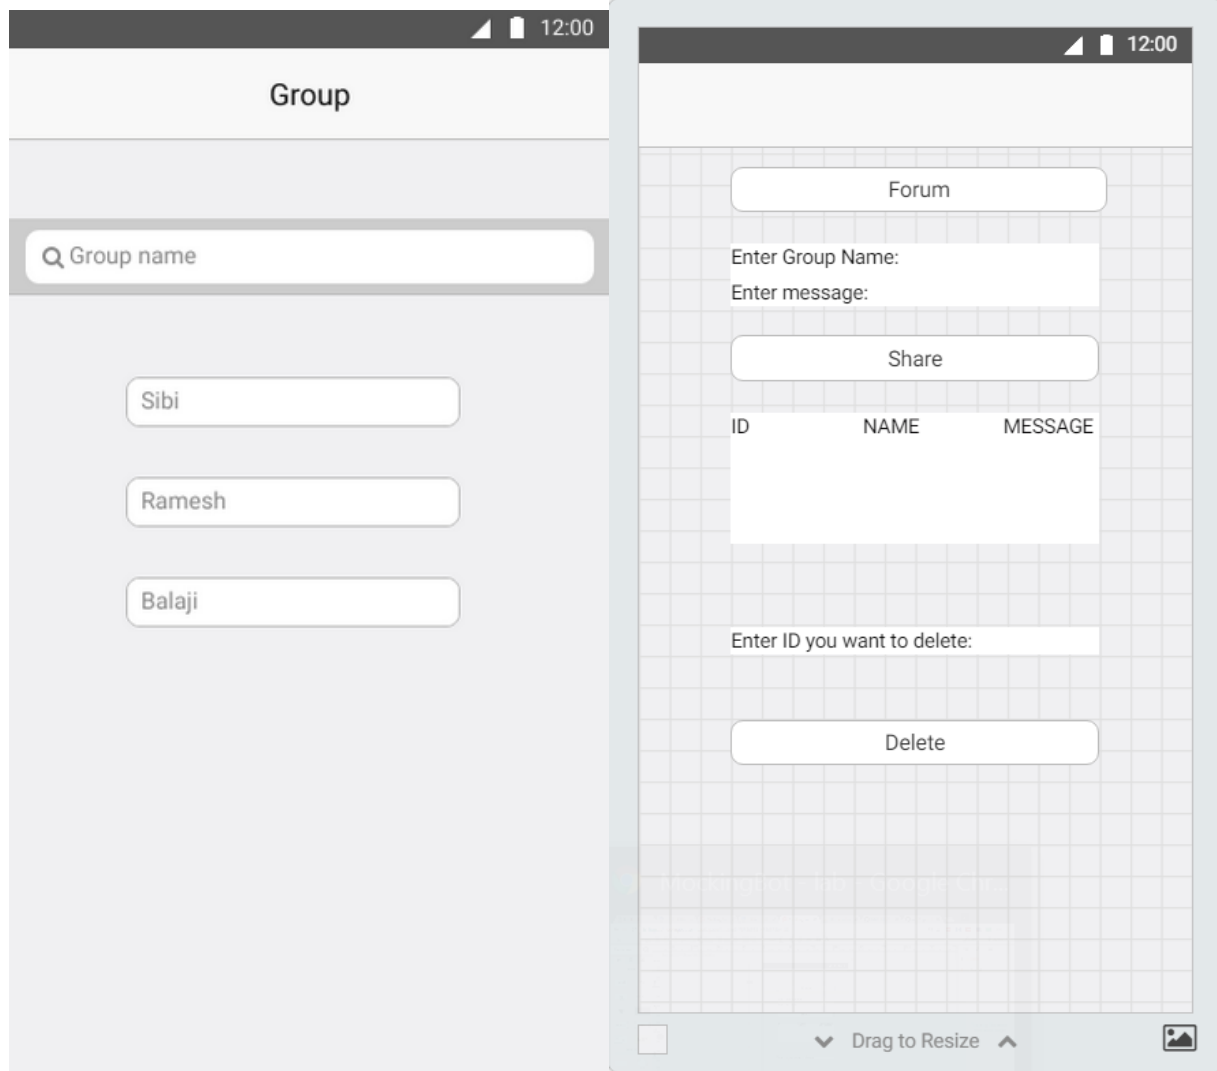 12:00
Group
Group name
Sibi
Ramesh
Balaji
12:00
Forum
Enter Group Name:
Enter message:
Share
ID NAME MESSAGE
Enter ID you want to delete:
Delete
Drag to Resize